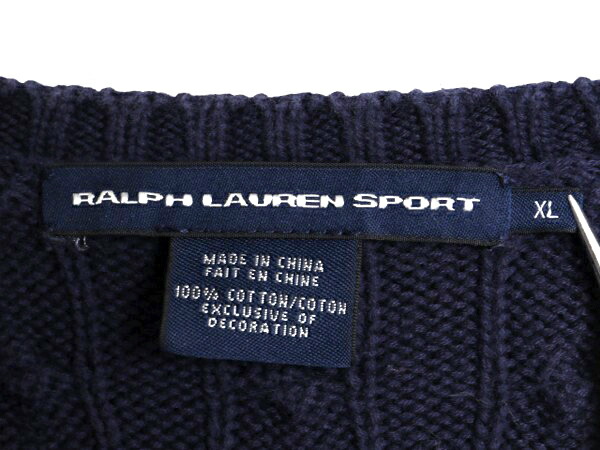 RALPH LAUREN SPORT
XL
MADE IN CHINA
FAIT EN CHINE
100% COTTON/COTON
EXCLUSIVE OF
DECORATION